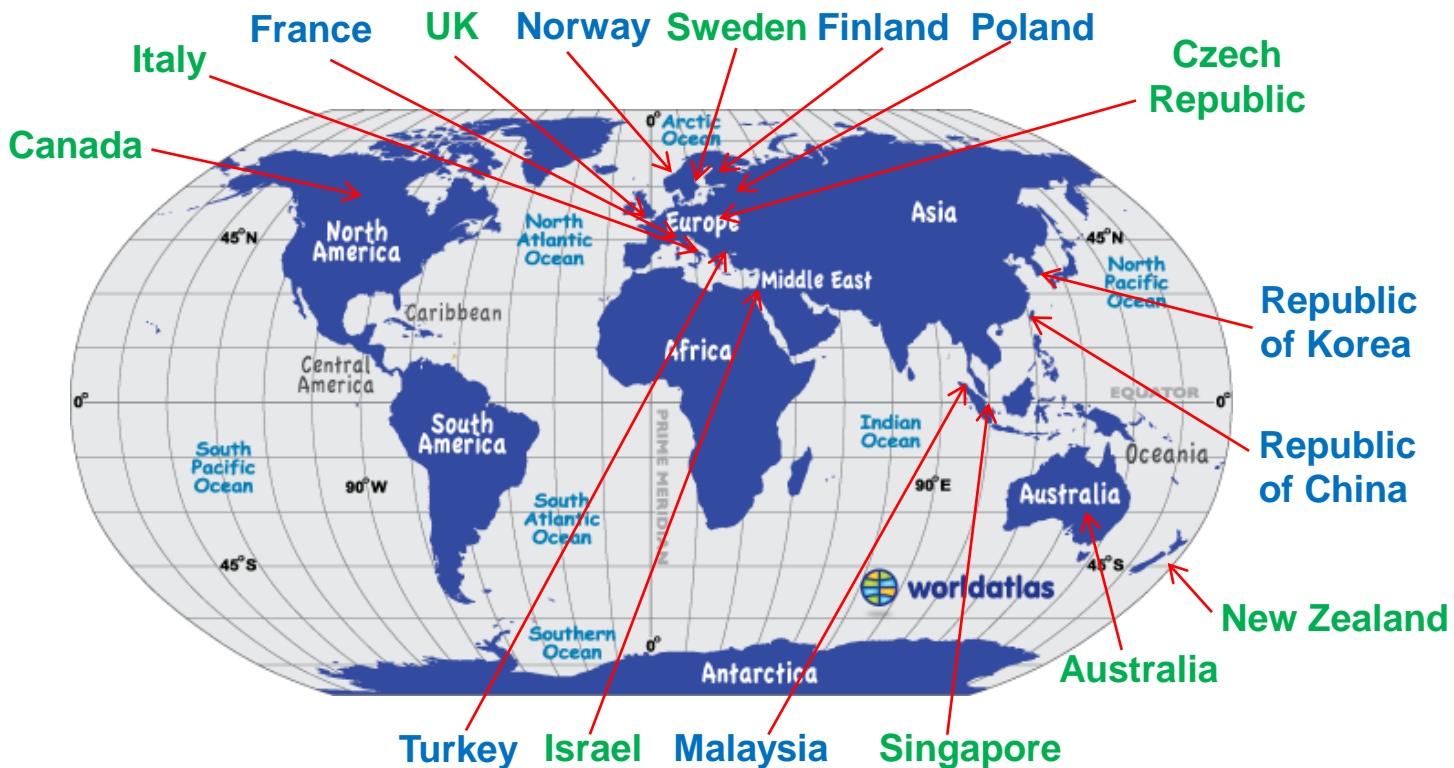 France
UK
Norway
Sweden
Finland
Poland
Italy
Czech
Republic
Canada
0°
Arctic
Ocean
North
America
45°N
North
Atlantic
Ocean
Europe
Asia
45°N
North
Pacific
Ocean
Middle East
Caribbean
Republic
of Korea
Central
America
Africa
0°
EQUATOR
0°
South
America
PRIME MERIDIAN
Indian
Ocean
South
Pacific
Ocean
90°W
Oceania
Republic
of China
90°E
Australia
South
Atlantic
Ocean
45°S
45°S
worldatlas
New Zealand
Southern
Ocean
0°
Antarctica
Australia
Turkey
Israel
Malaysia
Singapore